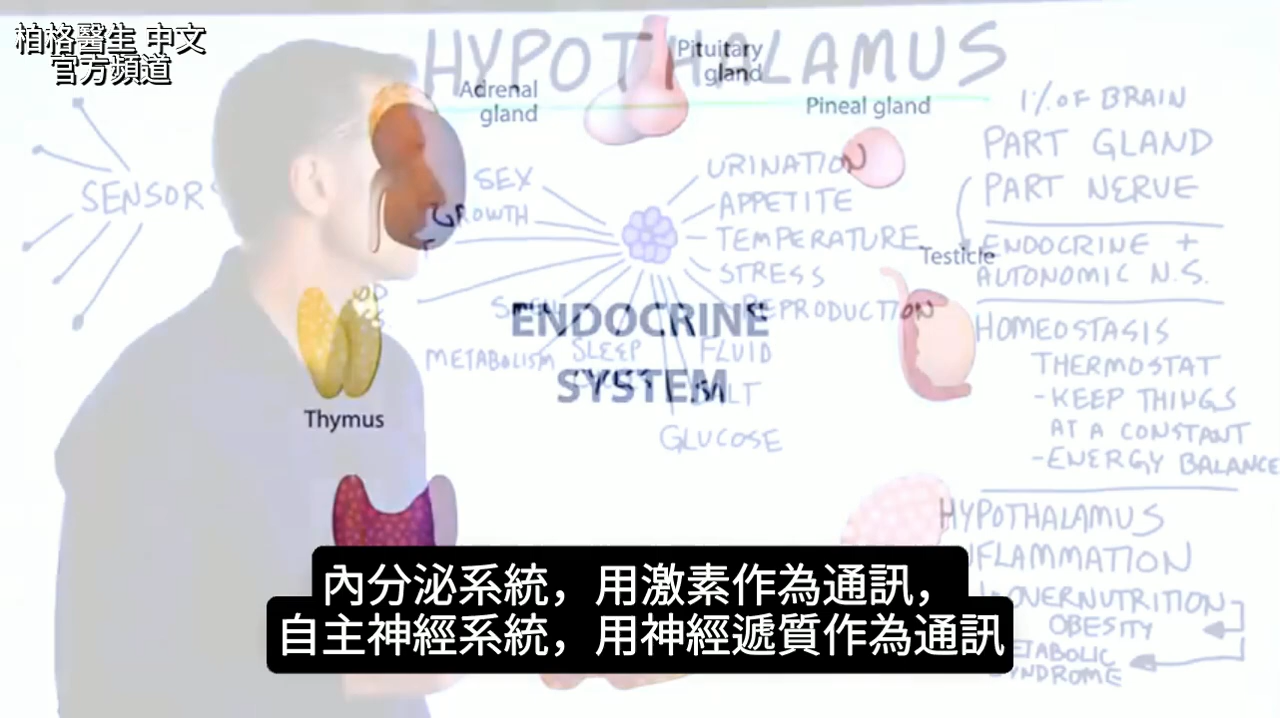 柏格醫生 中文
官方頻道
HYPOTHALAMUS
Pituitary
gland
Adrenal
gland
Pineal gland
1% OF BRAIN
PART GLAND
PART NERVE
ENDOCRINE +
AUTONOMIC N.S.
HOMEOSTASIS
THERMOSTAT
-KEEP THINGS
AT A CONSTANT
-ENERGY BALANCE
SENSORS
SEX
GROWTH
URINATION
APPETITE
TEMPERATURE
STRESS
REPRODUCTION
Testicle
ENDOCRINE
SYSTEM
METABOLISM
SLEEP
FLUID
GLUCOSE
Thymus
HYPOTHALAMUS
OVERNUTRITION
OBESITY
內分泌系統，用激素作為通訊，
自主神經系統，用神經遞質作為通訊